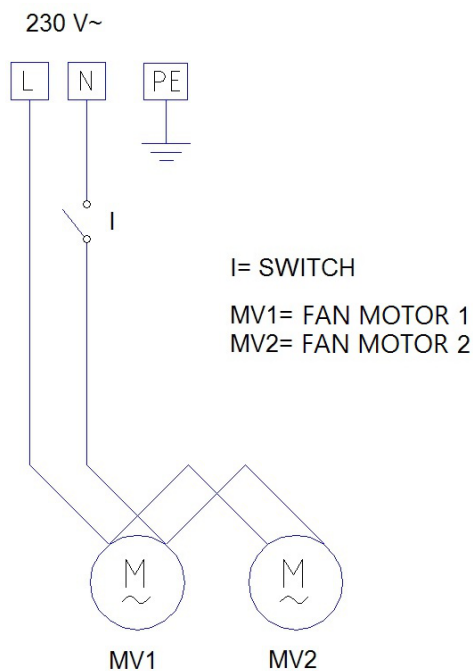 230 V~
L N PE
I
I= SWITCH
MV1= FAN MOTOR 1
MV2= FAN MOTOR 2
M M
~ ~
MV1 MV2